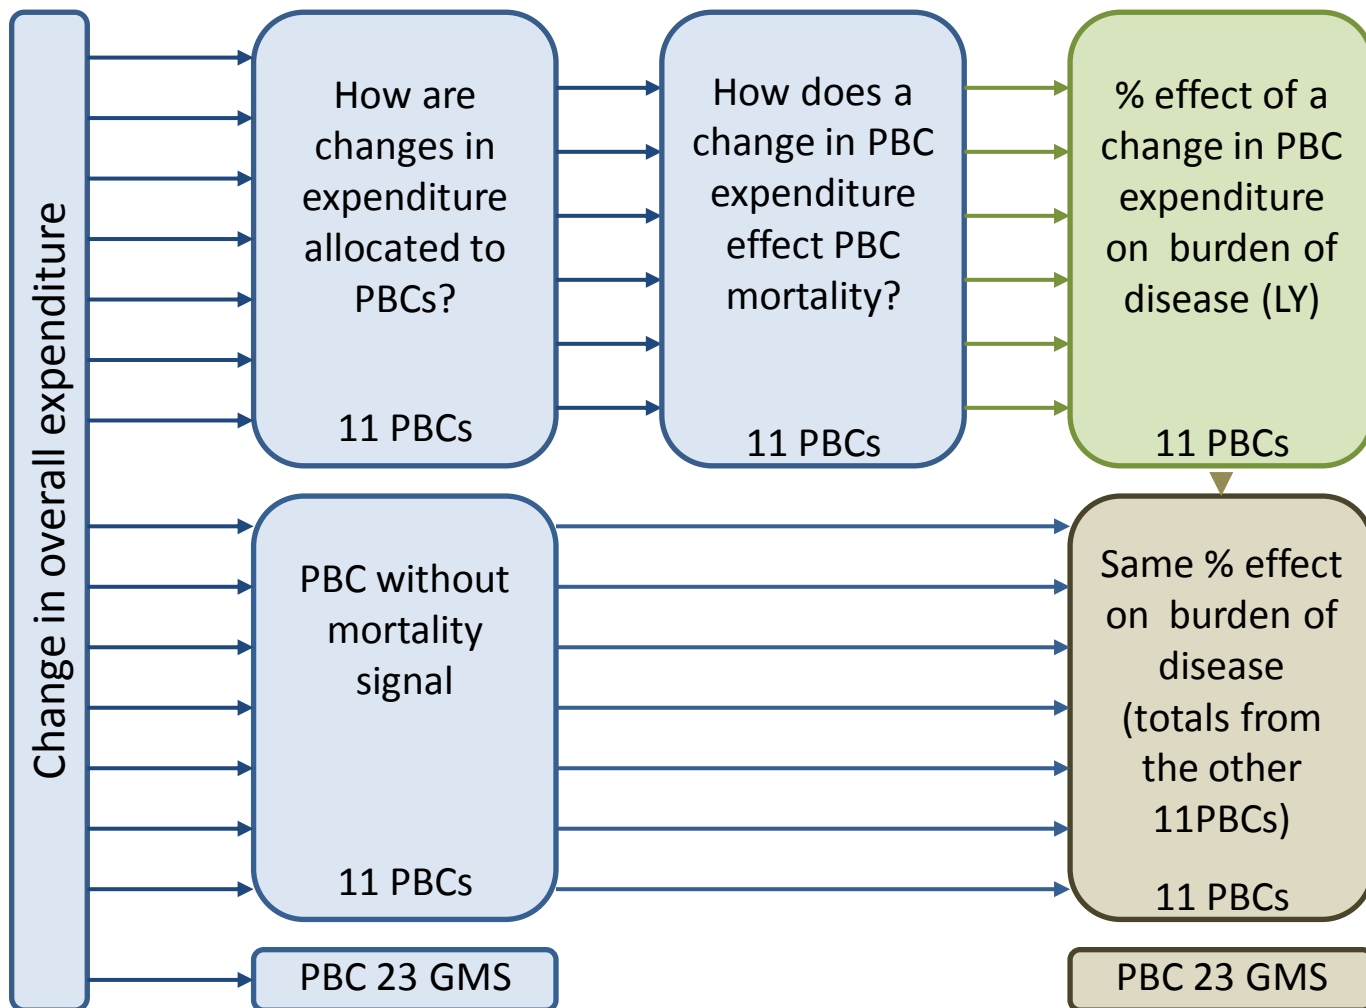 Change in overall expenditure
How are
changes in
expenditure
allocated to
PBCs?
11 PBCs
How does a
change in PBC
expenditure
effect PBC
mortality?
11 PBCs
% effect of a
change in PBC
expenditure
on burden of
disease (LY)
11 PBCs
PBC without
mortality
signal
11 PBCs
Same % effect
on burden of
disease
(totals from
the other
11PBCs)
11 PBCs
PBC 23 GMS
PBC 23 GMS